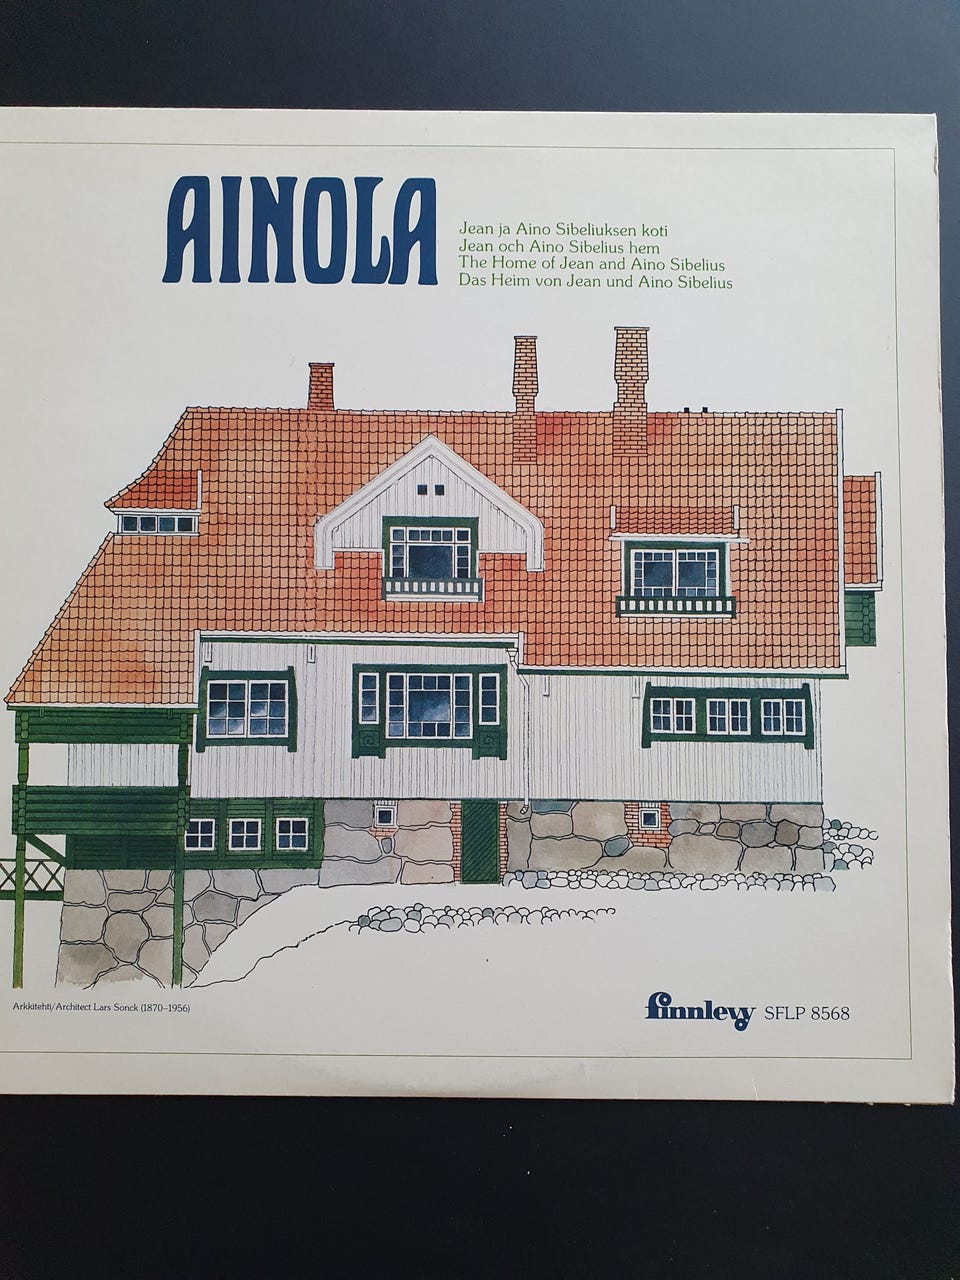 AINOLA
Jean ja Aino Sibeliuksen koti
Jean och Aino Sibelius hem
The Home of Jean and Aino Sibelius
Das Heim von Jean und Aino Sibelius
Arkkitehti/Architect Lars Sonck (1870–1956)
finnlevy SFLP 8568